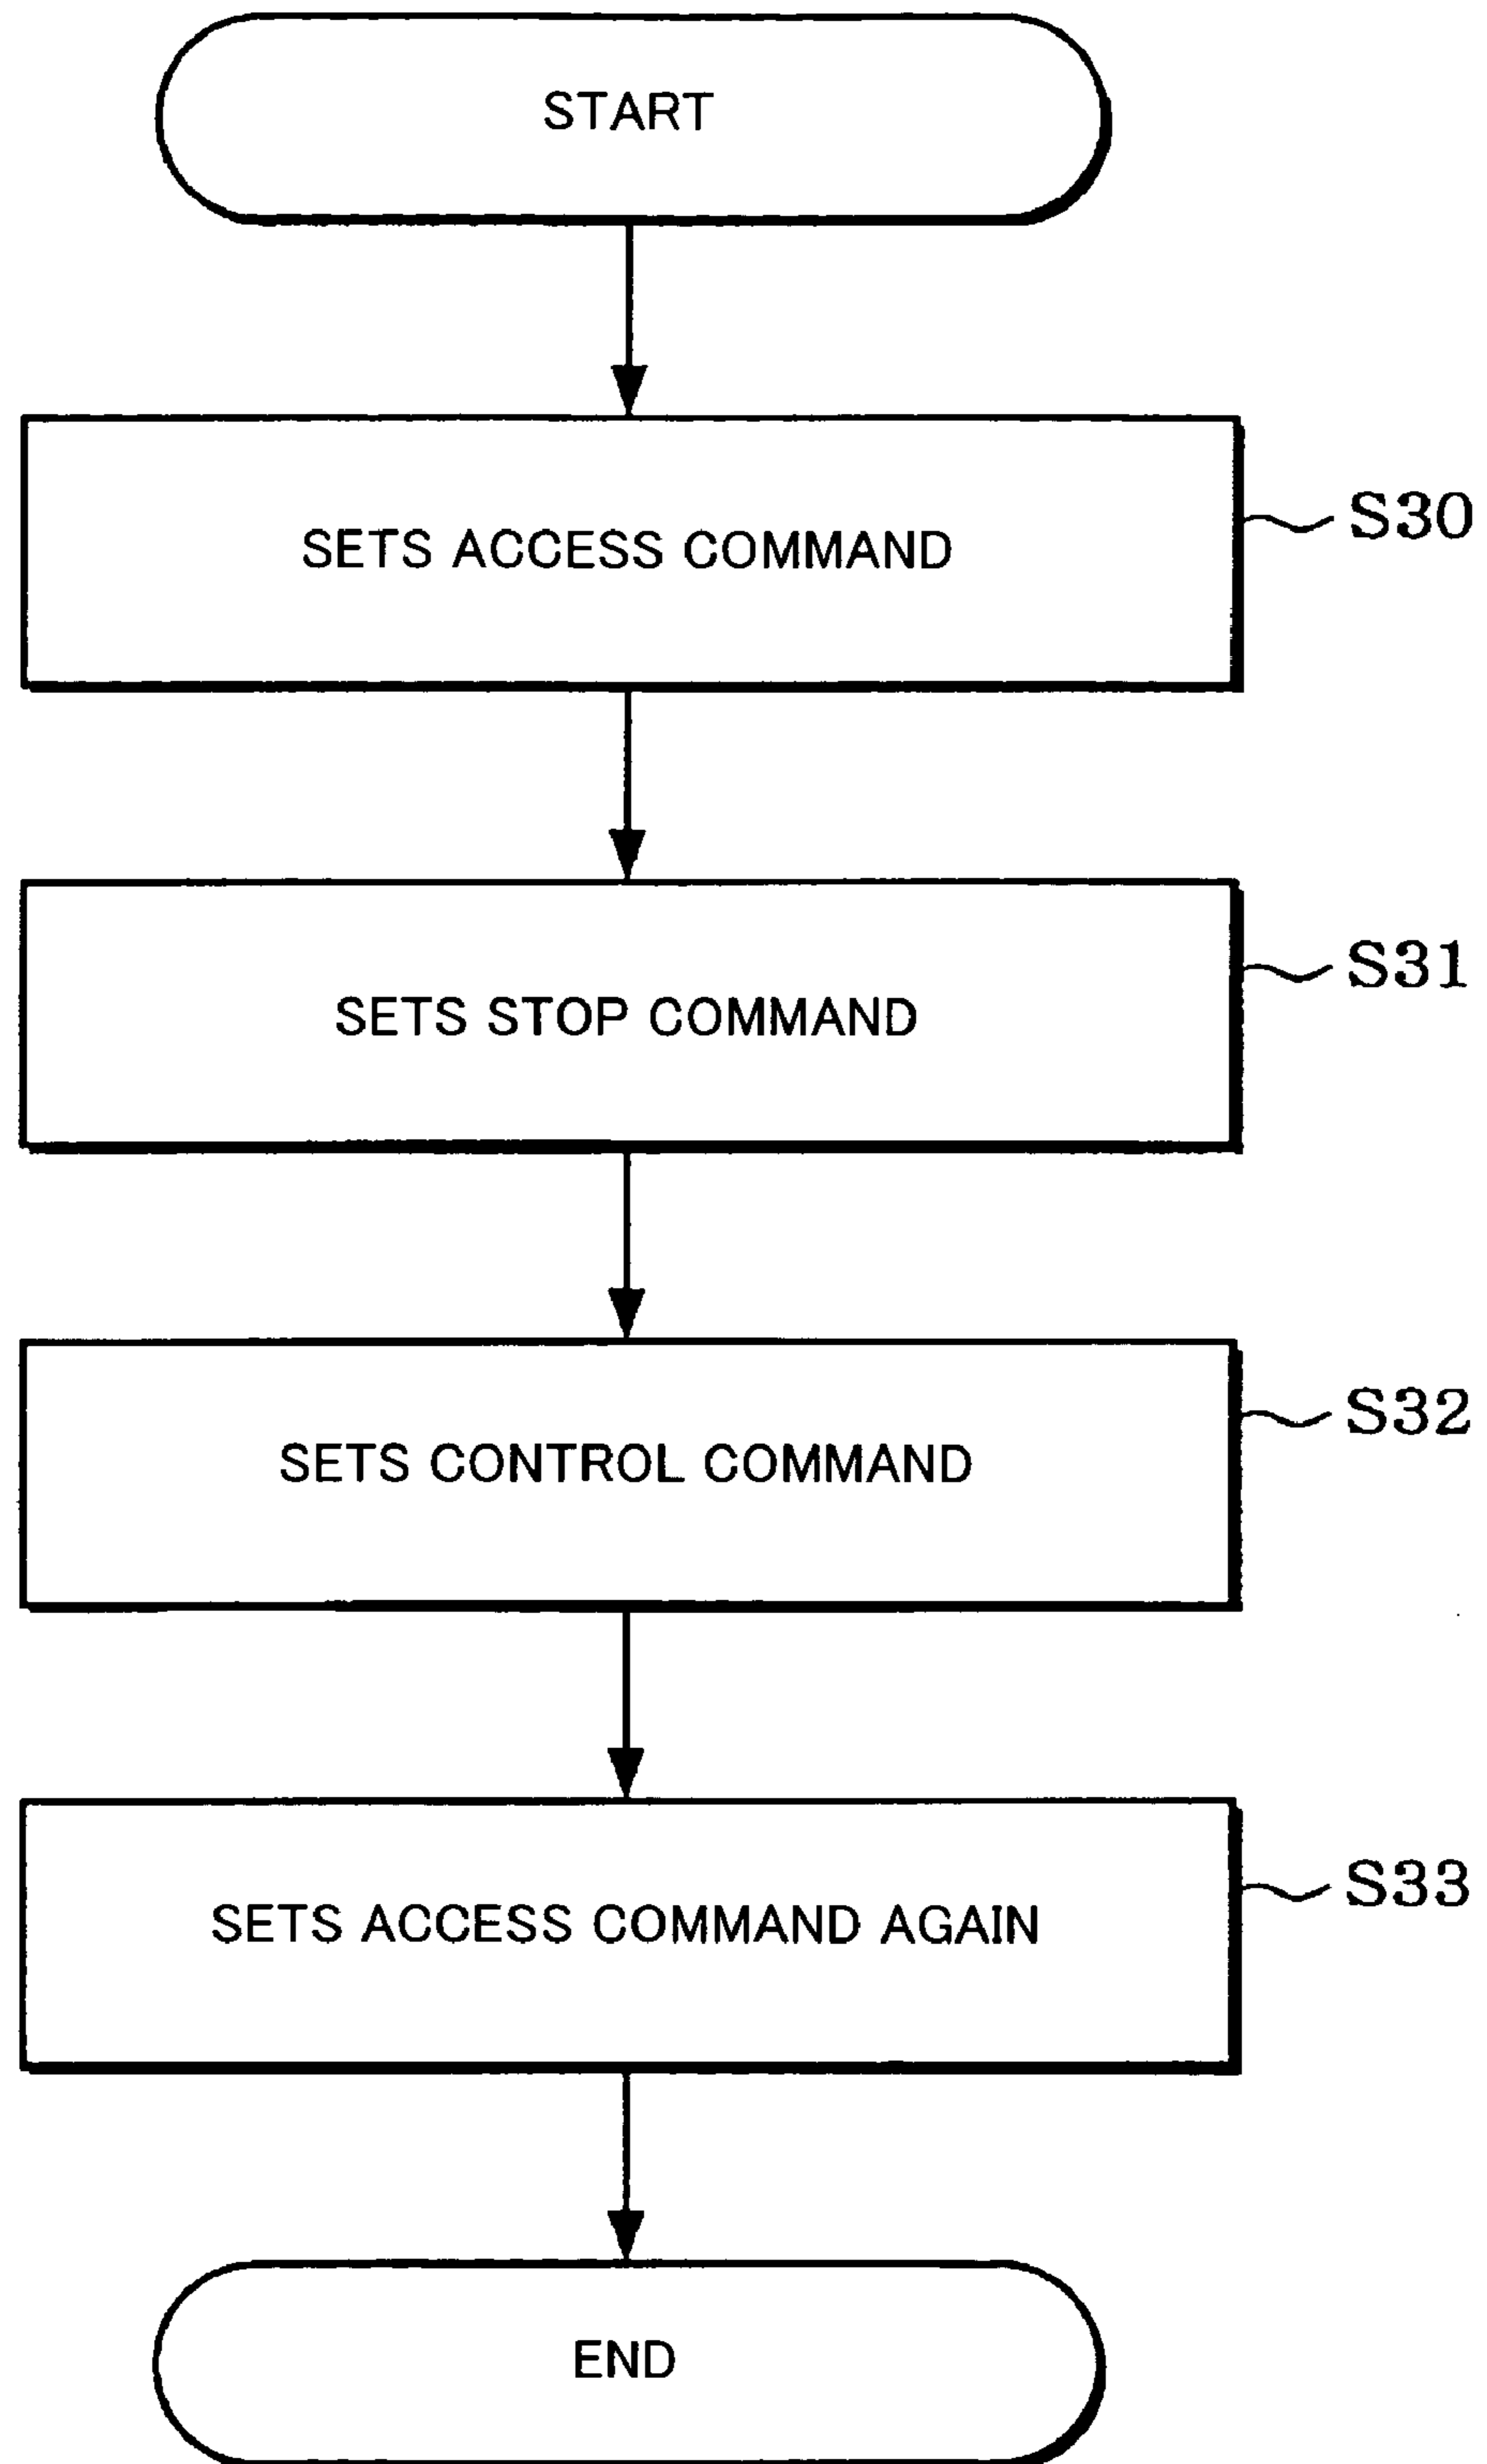 START
SETS ACCESS COMMAND
S30
SETS STOP COMMAND
S31
SETS CONTROL COMMAND
S32
SETS ACCESS COMMAND AGAIN
S33
END